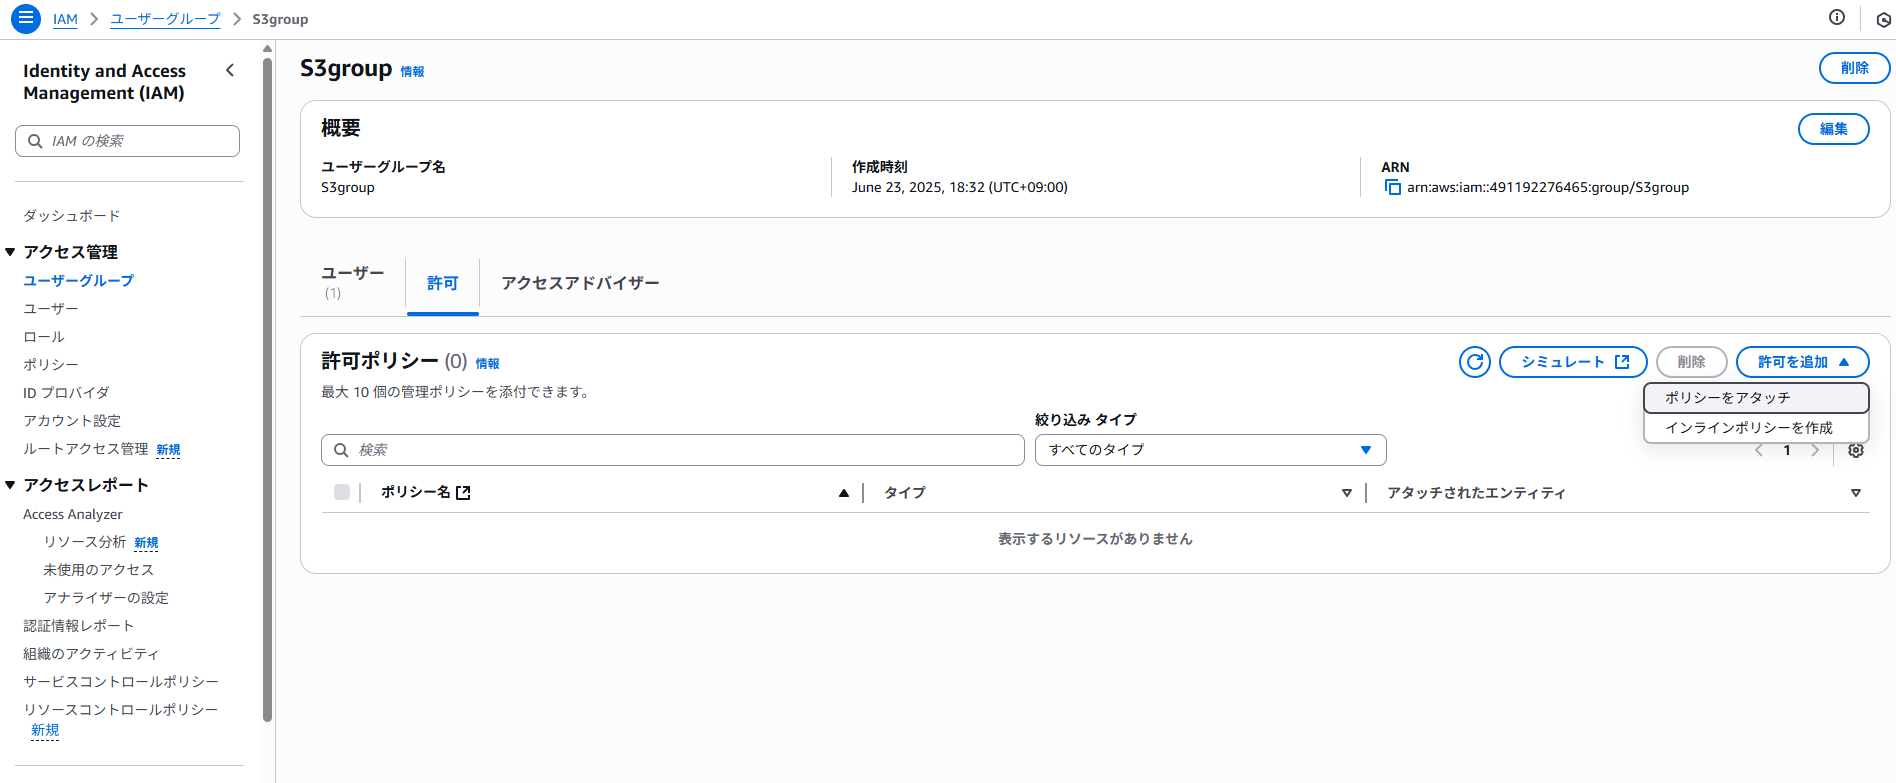 IAM > ユーザーグループ > S3group
Identity and Access
Management (IAM)
IAM の検索
ダッシュボード
アクセス管理
ユーザーグループ
ユーザー
ロール
ポリシー
ID プロバイダ
アカウント設定
ルートアクセス管理 新規
アクセスレポート
Access Analyzer
リソース分析 新規
未使用のアクセス
アナライザーの設定
認証情報レポート
組織のアクティビティ
サービスコントロールポリシー
リソースコントロールポリシー
新規
S3group 情報
削除
概要
編集
ユーザーグループ名
S3group
作成時刻
June 23, 2025, 18:32 (UTC+09:00)
ARN
arn:aws:iam::491192276465:group/S3group
ユーザー
(1)
許可
アクセスアドバイザー
許可ポリシー (0) 情報
シミュレート
削除
許可を追加
ポリシーをアタッチ
インラインポリシーを作成
最大 10 個の管理ポリシーを添付できます。
絞り込み タイプ
検索
すべてのタイプ
1
ポリシー名
タイプ
アタッチされたエンティティ
表示するリソースがありません